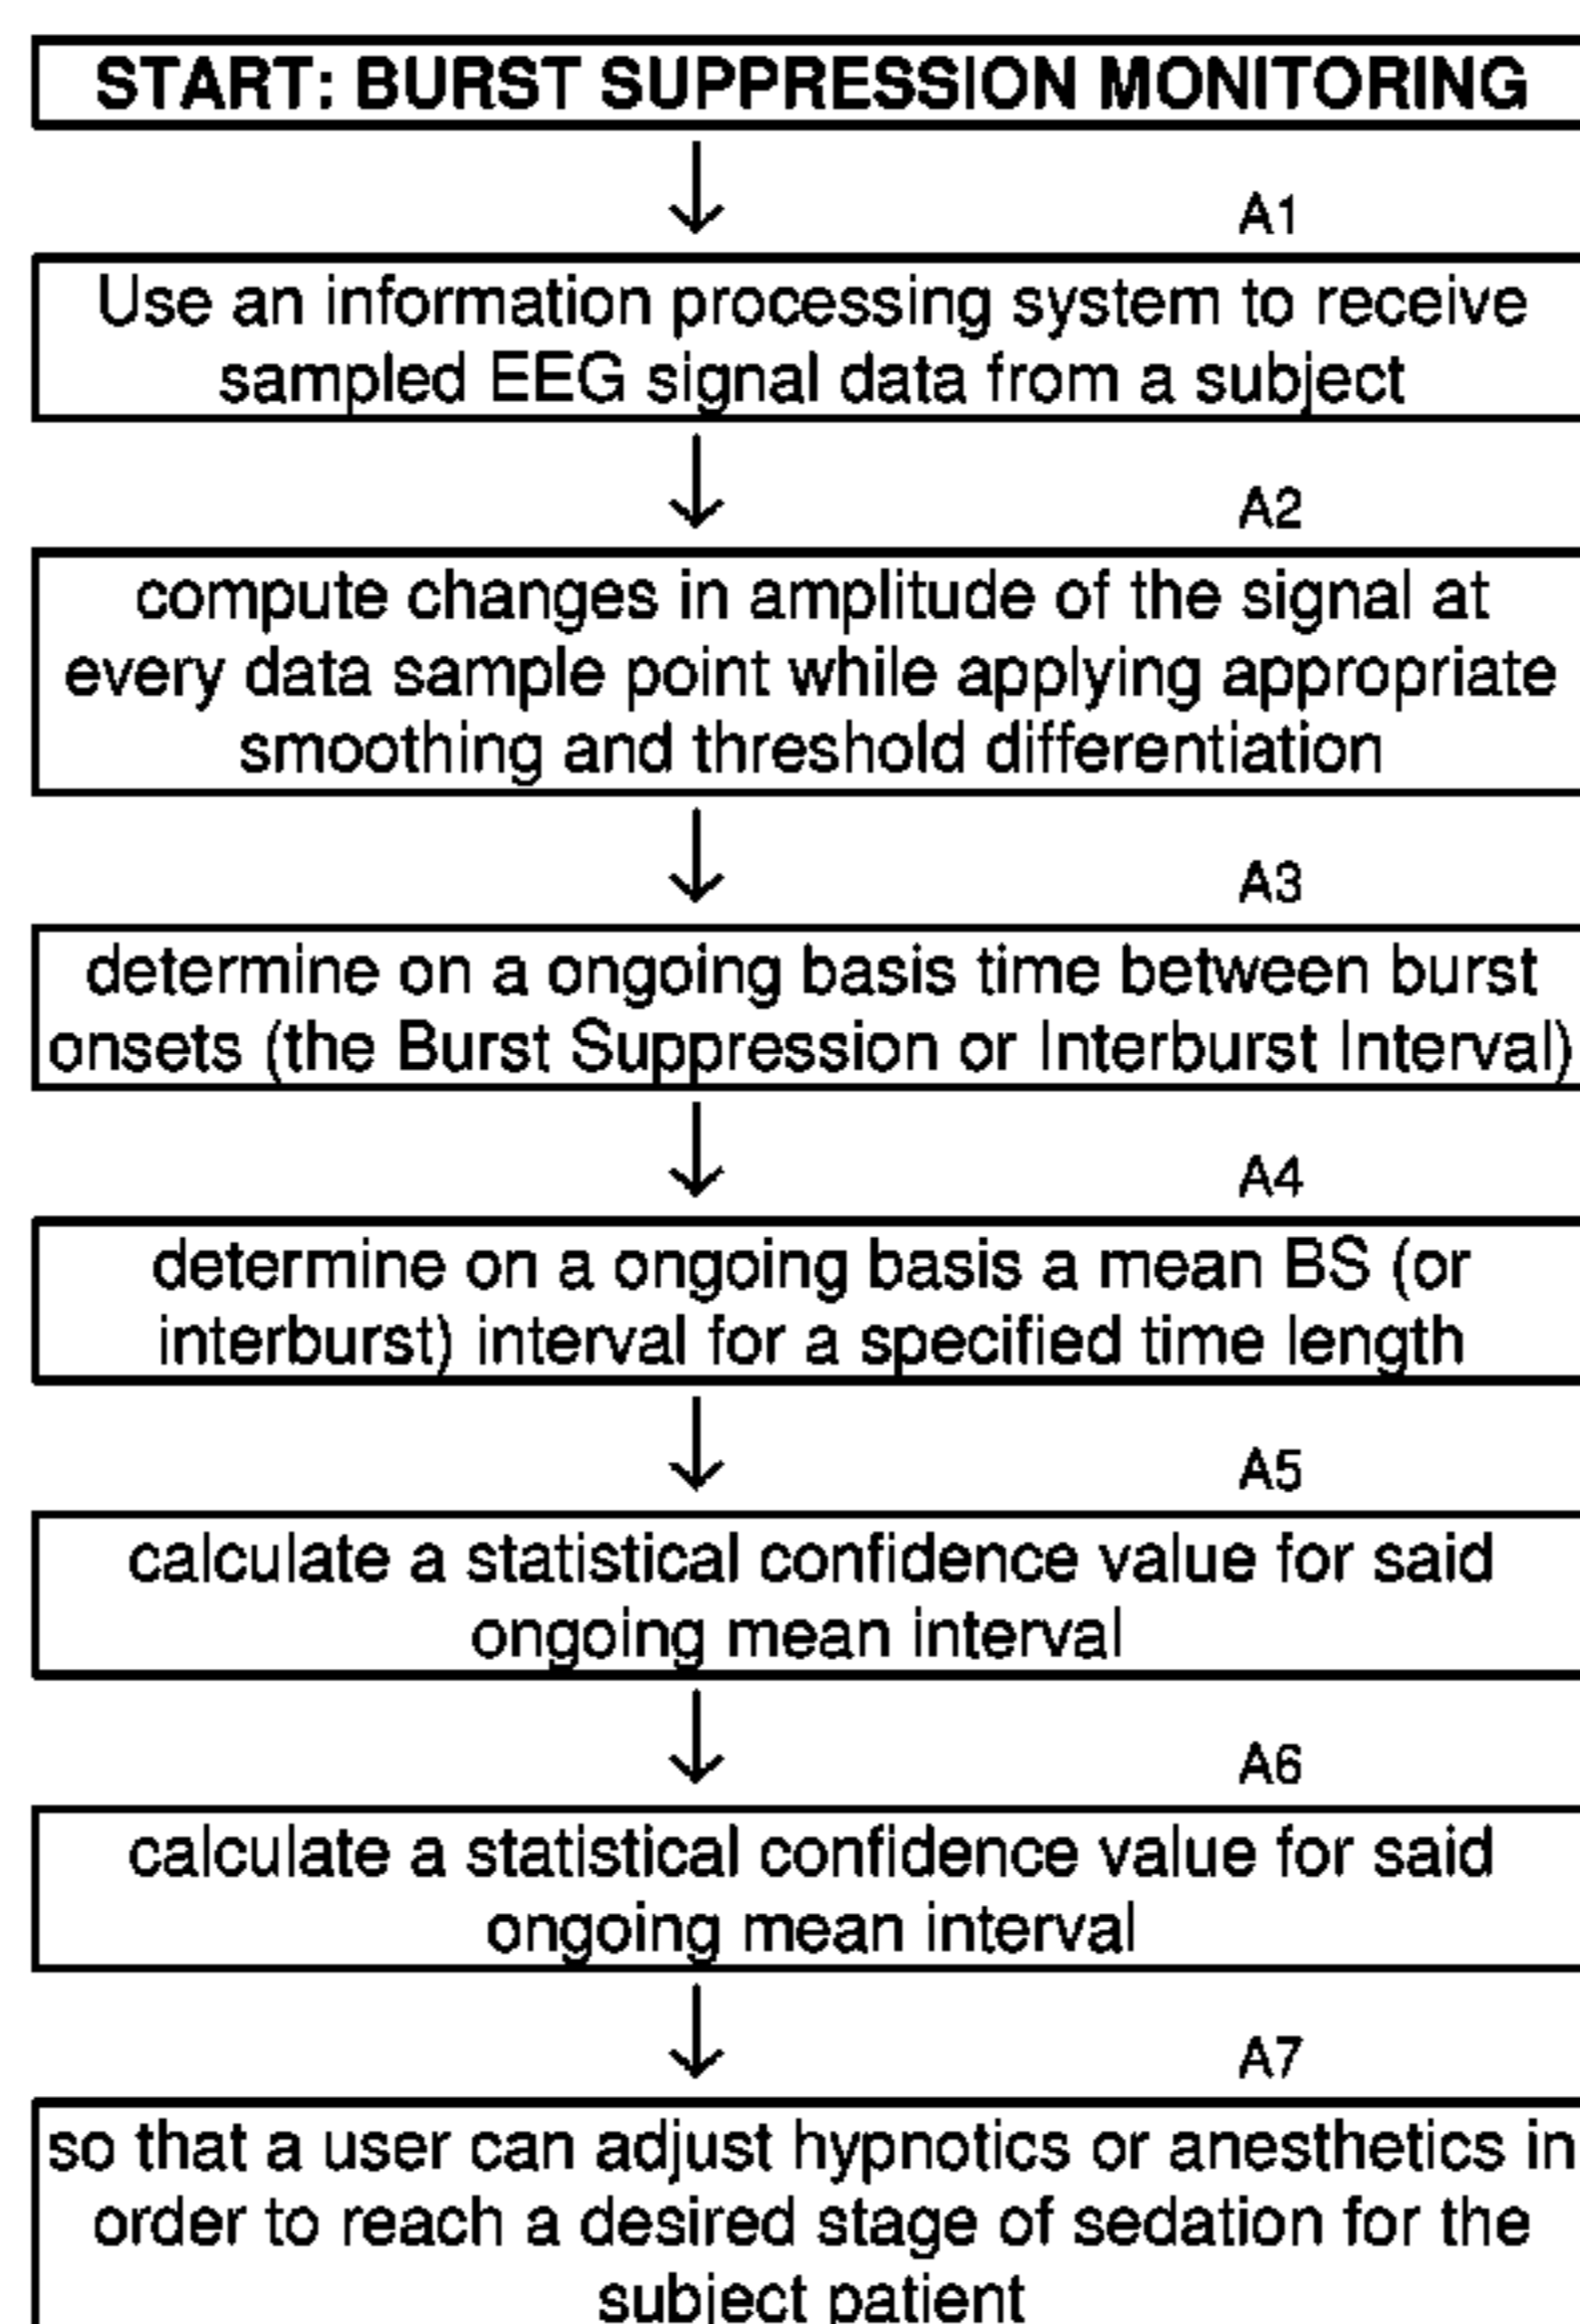 START: BURST SUPPRESSION MONITORING
A1
Use an information processing system to receive
sampled EEG signal data from a subject
A2
compute changes in amplitude of the signal at
every data sample point while applying appropriate
smoothing and threshold differentiation
A3
determine on a ongoing basis time between burst
onsets (the Burst Suppression or Interburst Interval)
A4
determine on a ongoing basis a mean BS (or
interburst) interval for a specified time length
A5
calculate a statistical confidence value for said
ongoing mean interval
A6
calculate a statistical confidence value for said
ongoing mean interval
A7
so that a user can adjust hypnotics or anesthetics in
order to reach a desired stage of sedation for the
subject patient